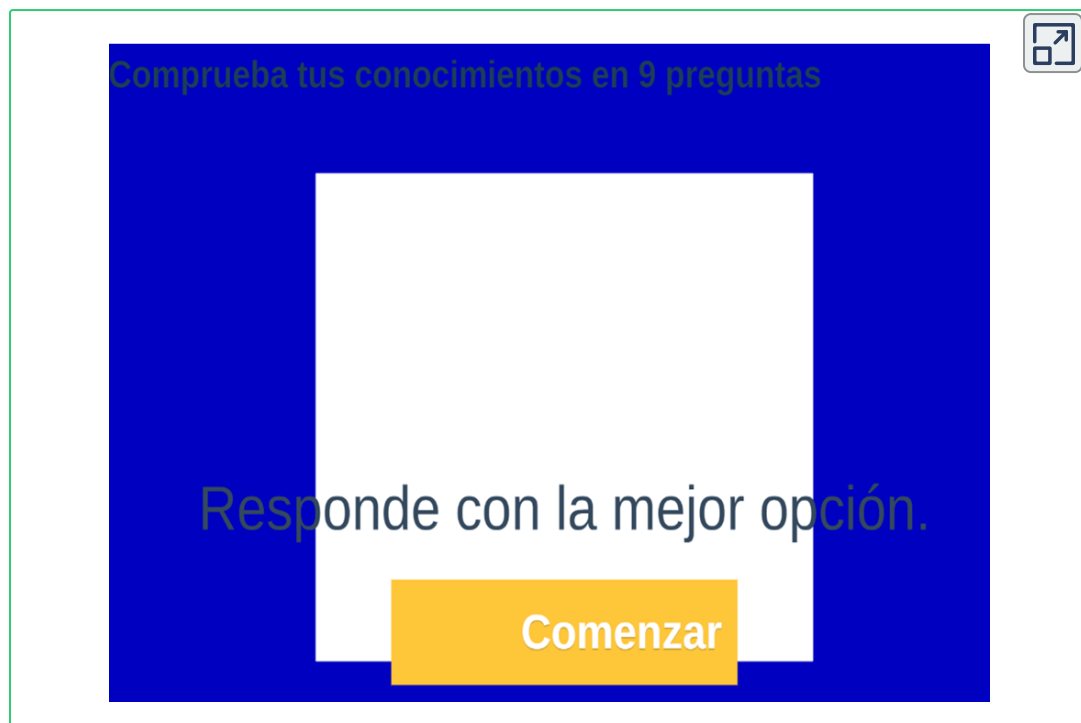 Comprueba tus conocimientos en 9 preguntas
Responde con la mejor opción.
Comenzar